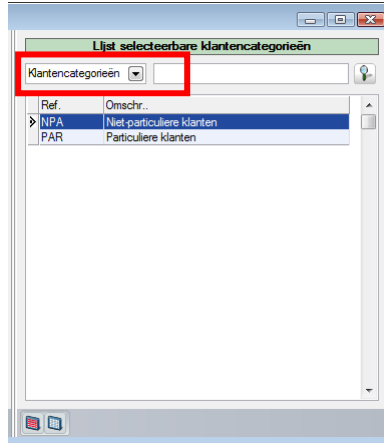 LIjst selecteerbare klantencategorieën
Klantencategorieën
Ref. Omschr..
NPA Niet-particuliere klanten
PAR Particuliere klanten